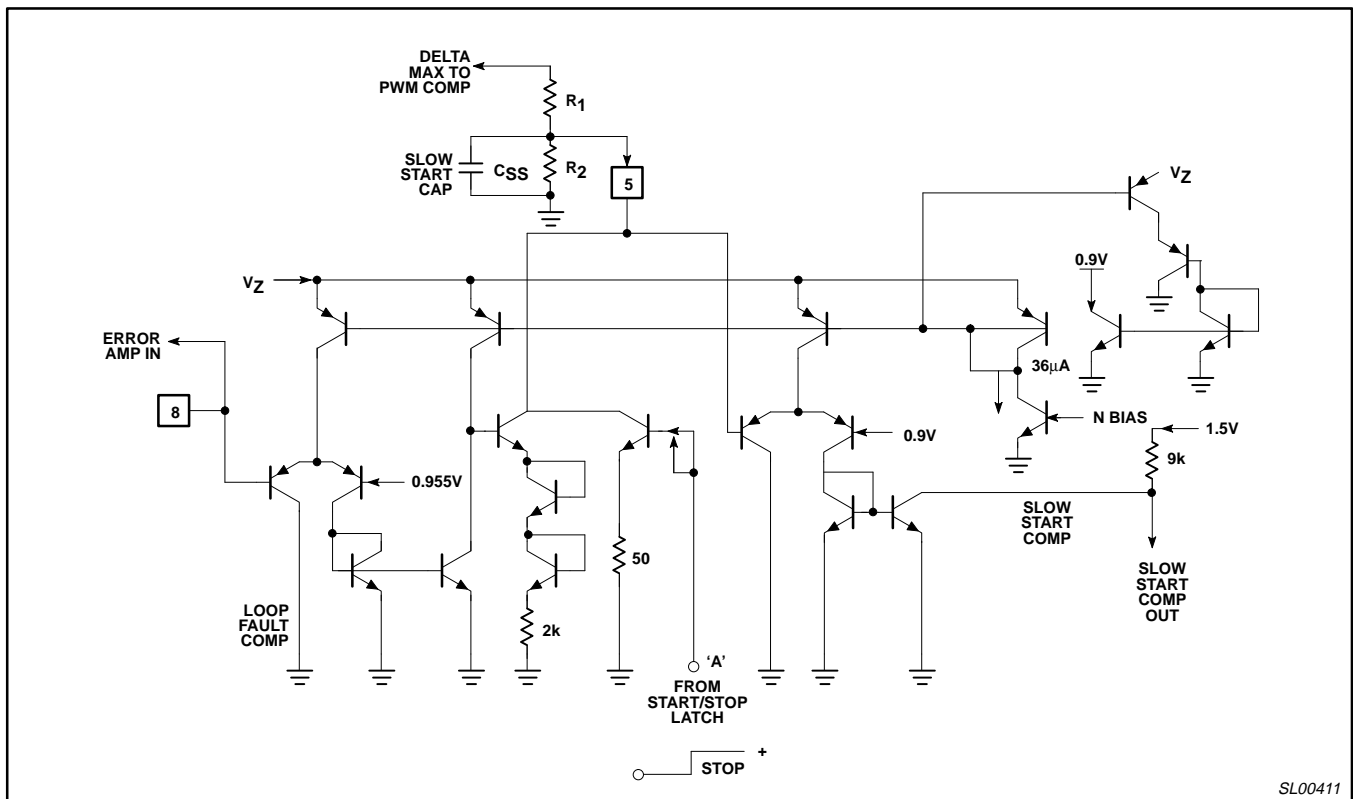 DELTA
MAX TO
PWM COMP
R1
SLOW
START
CAP
CSS
R2
5
VZ
VZ
0.9V
ERROR
AMP IN
36µA
8
N BIAS
0.9V
1.5V
9k
0.955V
SLOW
START
COMP
50
SLOW
START
COMP
OUT
LOOP
FAULT
COMP
2k
'A'
FROM
START/STOP
LATCH
+
STOP
SL00411